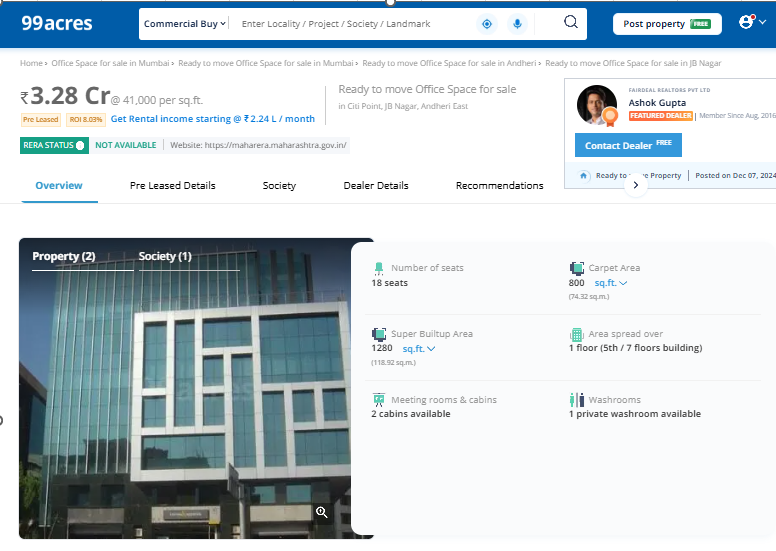 99acres
Commercial Buy
Enter Locality / Project / Society / Landmark
Post property FREE
Home › Office Space for sale in Mumbai › Ready to move Office Space for sale in Mumbai › Ready to move Office Space for sale in Andheri › Ready to move Office Space for sale in JB Nagar
₹3.28 Cr @ 41,000 per sq.ft.
Pre Leased ROI 8.03% Get Rental income starting @ ₹ 2.24 L / month
Ready to move Office Space for sale
in Citi Point, JB Nagar, Andheri East
FAIRDEAL REALTORS PVT LTD
Ashok Gupta
FEATURED DEALER | Member Since Aug, 2016
Contact Dealer FREE
RERA STATUS NOT AVAILABLE Website: https://maharera.maharashtra.gov.in/
Posted on Dec 07, 2024
Overview
Pre Leased Details
Society
Dealer Details
Recommendations
Property (2)
Society (1)
Number of seats
18 seats
Carpet Area
800 sq.ft.
(74.32 sq.m.)
Super Builtup Area
1280 sq.ft.
(118.92 sq.m.)
Area spread over
1 floor (5th / 7 floors building)
Meeting rooms & cabins
2 cabins available
Washrooms
1 private washroom available